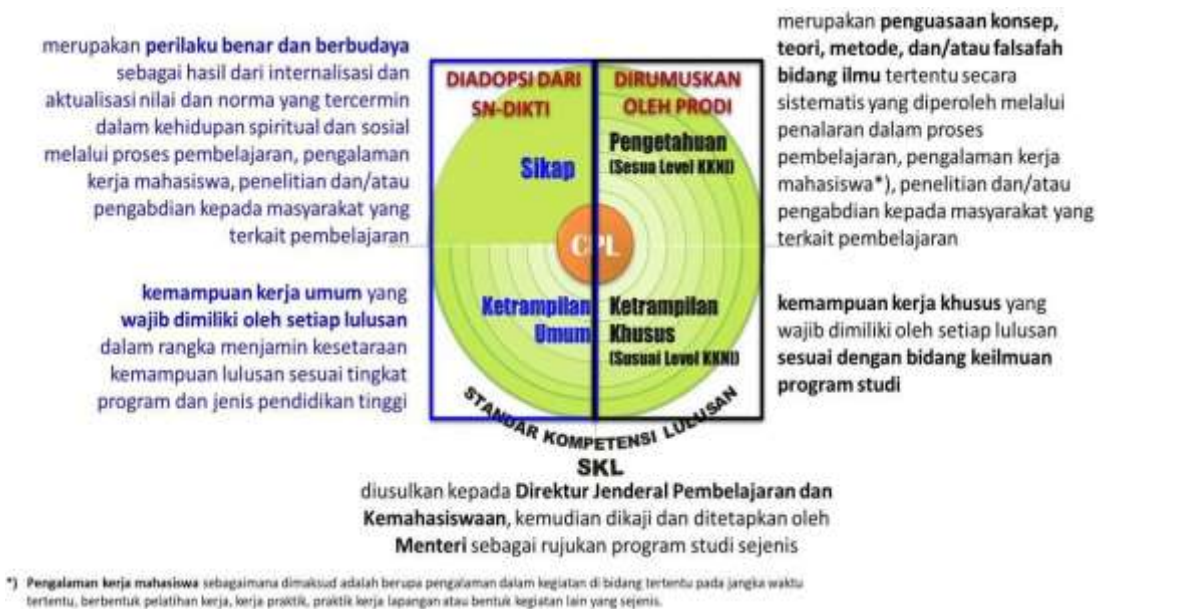 merupakan perilaku benar dan berbudaya
sebagai hasil dari internalisasi dan
aktualisasi nilai dan norma yang tercermin
dalam kehidupan spiritual dan sosial
melalui proses pembelajaran, pengalaman
kerja mahasiswa, penelitian dan/atau
pengabdian kepada masyarakat yang
terkait pembelajaran
kemampuan kerja umum yang
wajib dimiliki oleh setiap lulusan
dalam rangka menjamin kesetaraan
kemampuan lulusan sesuai tingkat
program dan jenis pendidikan tinggi
DIADOPSI DARI
SN-DIKTI
Sikap
Ketrampilan
Umum
DIRUMUSKAN
OLEH PRODI
Pengetahuan
(Sesua Level KKNI)
CPL
Ketrampilan
Khusus
(Susuai Level KKNI)
STANDAR KOMPETENSI LULUSAN
SKL
merupakan penguasaan konsep,
teori, metode, dan/atau falsafah
bidang ilmu tertentu secara
sistematis yang diperoleh melalui
penalaran dalam proses
pembelajaran, pengalaman kerja
mahasiswa*), penelitian dan/atau
pengabdian kepada masyarakat yang
terkait pembelajaran
kemampuan kerja khusus yang
wajib dimiliki oleh setiap lulusan
sesuai dengan bidang keilmuan
program studi
diusulkan kepada Direktur Jenderal Pembelajaran dan
Kemahasiswaan, kemudian dikaji dan ditetapkan oleh
Menteri sebagai rujukan program studi sejenis
*) Pengalaman kerja mahasiswa sebagaimana dimaksud adalah berupa pengalaman dalam kegiatan di bidang tertentu pada jangka waktu
tertentu, berbentuk pelatihan kerja, kerja praktik, praktik kerja lapangan atau bentuk kegiatan lain yang sejenis.